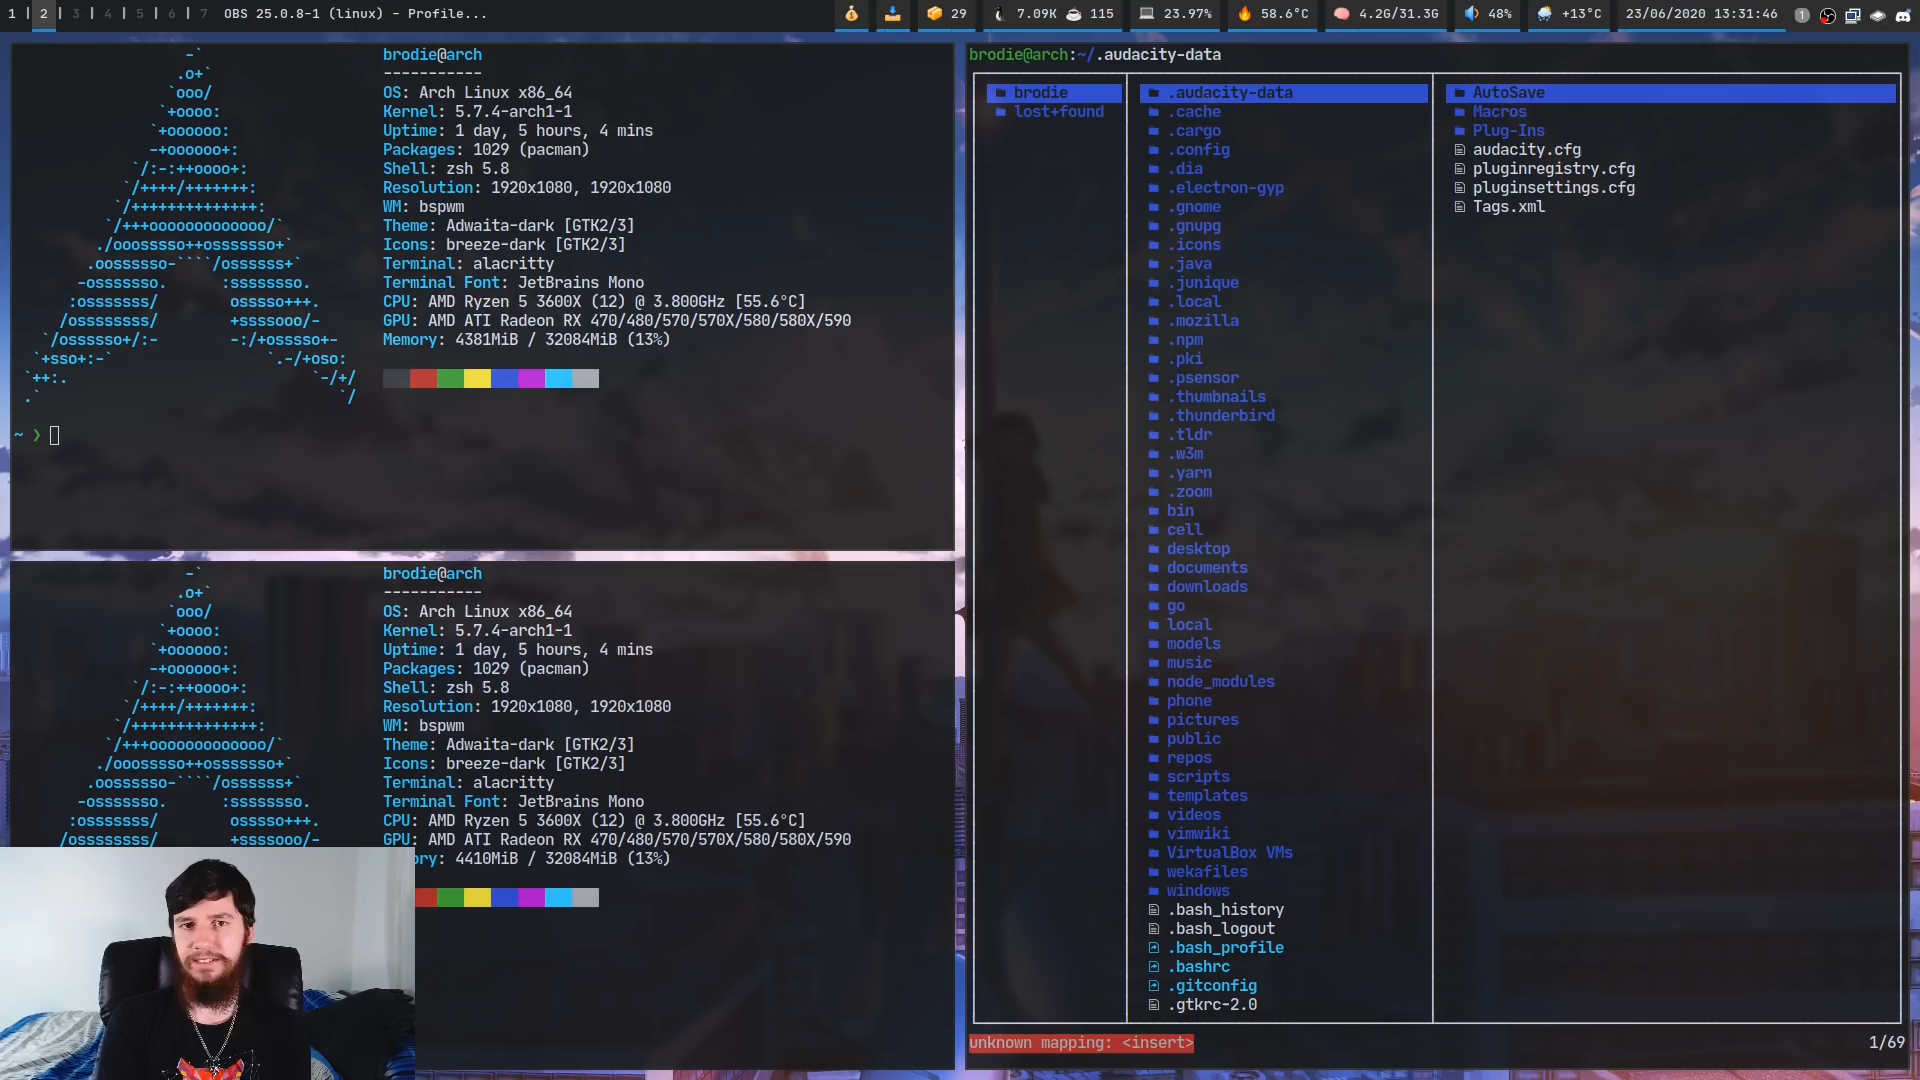 1 | 2 | 3 | 4 | 5 | 6 | 7 OBS 25.0.8-1 (linux) - Profile...
29 7.09K 115 23.97% 58.6°C 4.2G/31.3G 48% +13°C 23/06/2020 13:31:46 1
brodie@arch
-----------
OS: Arch Linux x86_64
Kernel: 5.7.4-arch1-1
Uptime: 1 day, 5 hours, 4 mins
Packages: 1029 (pacman)
Shell: zsh 5.8
Resolution: 1920x1080, 1920x1080
WM: bspwm
Theme: Adwaita-dark [GTK2/3]
Icons: breeze-dark [GTK2/3]
Terminal: alacritty
Terminal Font: JetBrains Mono
CPU: AMD Ryzen 5 3600X (12) @ 3.800GHz [55.6°C]
GPU: AMD ATI Radeon RX 470/480/570/570X/580/580X/590
Memory: 4381MiB / 32084MiB (13%)
~ ❯
brodie@arch
-----------
OS: Arch Linux x86_64
Kernel: 5.7.4-arch1-1
Uptime: 1 day, 5 hours, 4 mins
Packages: 1029 (pacman)
Shell: zsh 5.8
Resolution: 1920x1080, 1920x1080
WM: bspwm
Theme: Adwaita-dark [GTK2/3]
Icons: breeze-dark [GTK2/3]
Terminal: alacritty
Terminal Font: JetBrains Mono
CPU: AMD Ryzen 5 3600X (12) @ 3.800GHz [55.6°C]
GPU: AMD ATI Radeon RX 470/480/570/570X/580/580X/590
ory: 4410MiB / 32084MiB (13%)
brodie@arch:~/.audacity-data
brodie
lost+found
.audacity-data
.cache
.cargo
.config
.dia
.electron-gyp
.gnome
.gnupg
.icons
.java
.junique
.local
.mozilla
.npm
.pki
.psensor
.thumbnails
.thunderbird
.tldr
.w3m
.yarn
.zoom
bin
cell
desktop
documents
downloads
go
local
models
music
node_modules
phone
pictures
public
repos
scripts
templates
videos
vimwiki
VirtualBox VMs
wekafiles
windows
.bash_history
.bash_logout
.bash_profile
.bashrc
.gitconfig
.gtkrc-2.0
AutoSave
Macros
Plug-Ins
audacity.cfg
pluginregistry.cfg
pluginsettings.cfg
Tags.xml
unknown mapping: <insert>
1/69